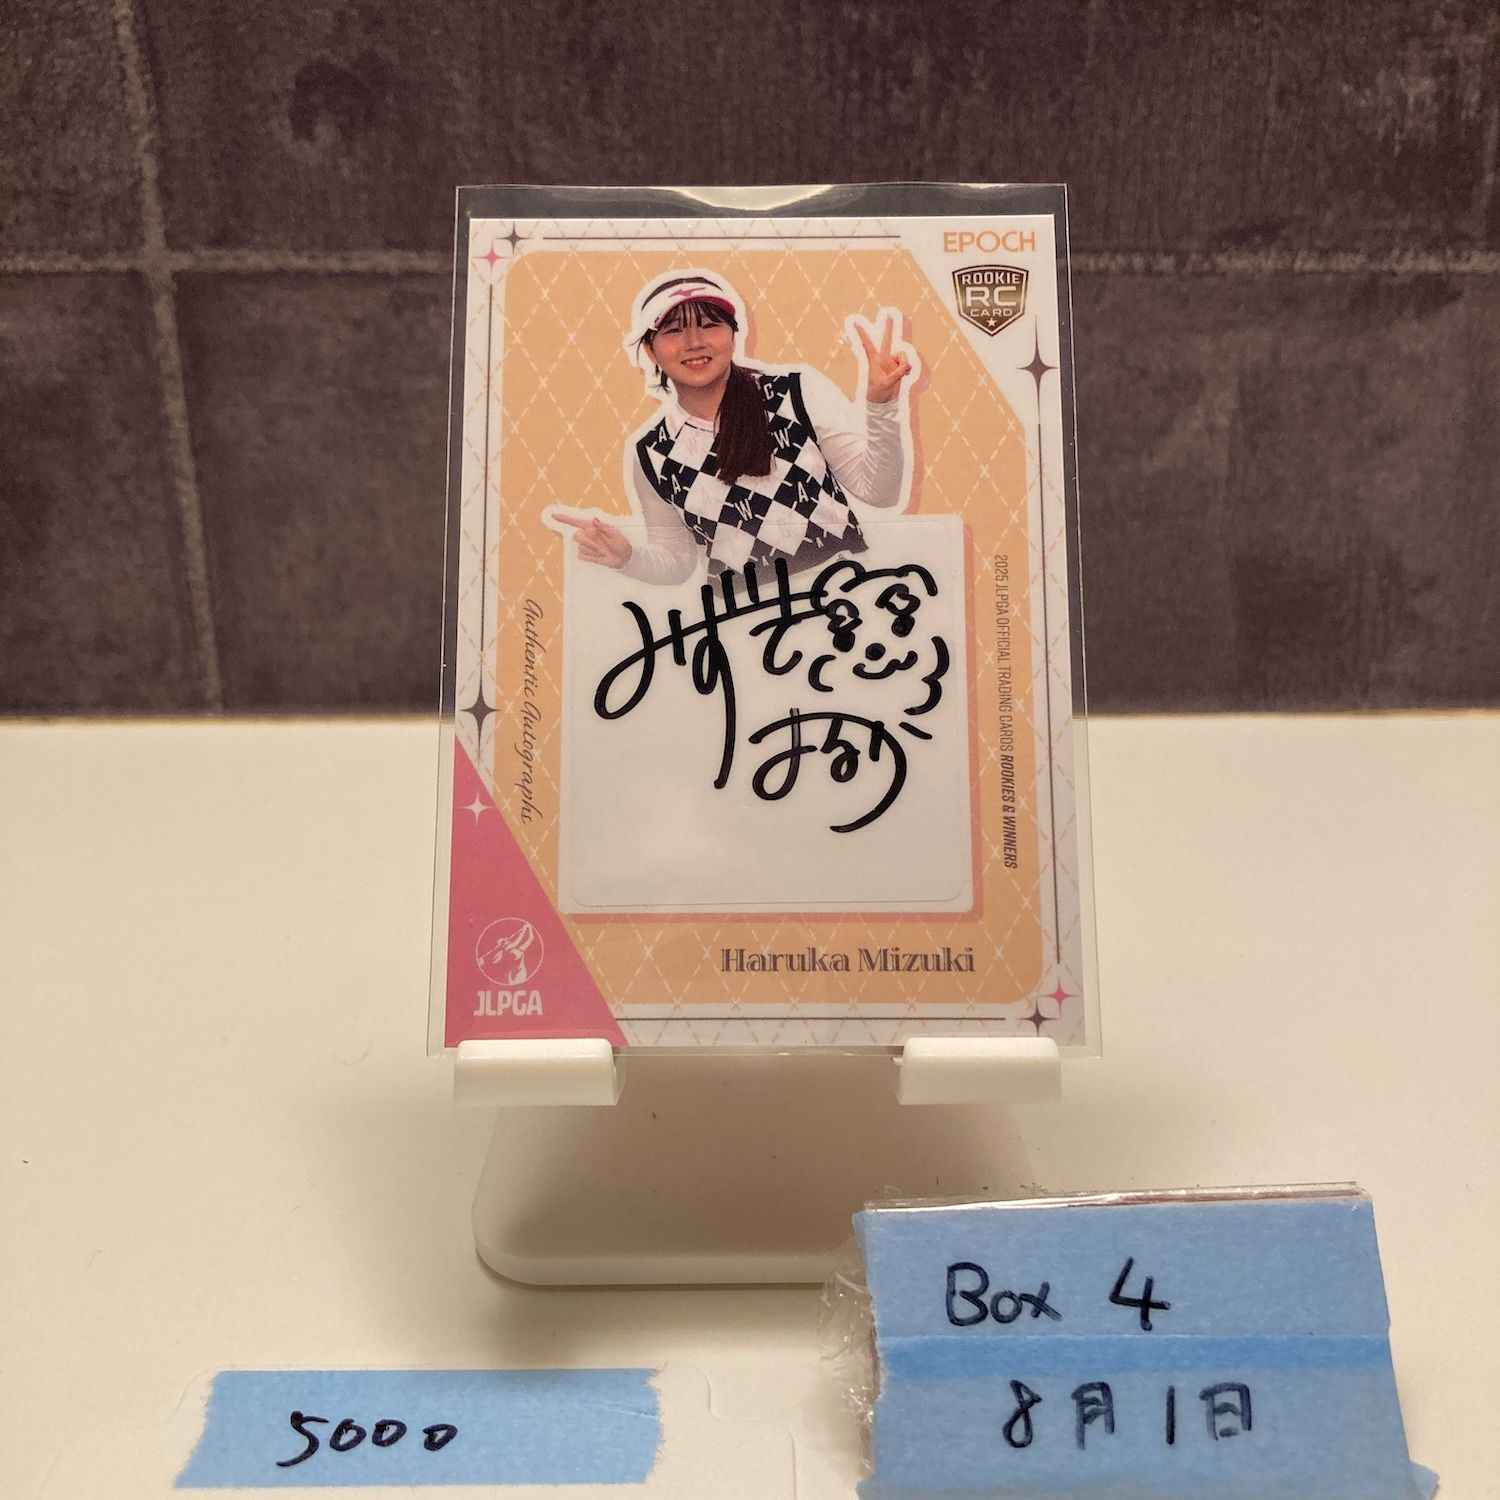 EPOCH
ROOKIE
RC
CARD
みずき
はるか
Authentic Autographs
2025 JLPGA OFFICIAL TRADING CARDS ROOKIES & WINNERS
Haruka Mizuki
JLPGA
Box 4
8月1日
5000